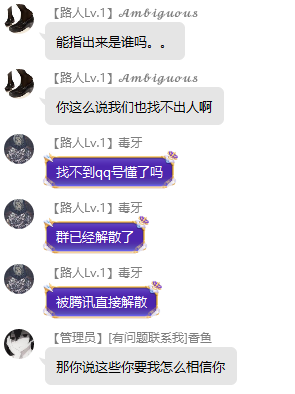 【路人Lv.1】𝓐𝓶𝓫𝓲𝓰𝓾𝓸𝓾𝓼
能指出来是谁吗。。
【路人Lv.1】𝓐𝓶𝓫𝓲𝓰𝓾𝓸𝓾𝓼
你这么说我们也找不出人啊
【路人Lv.1】毒牙
找不到qq号懂了吗
【路人Lv.1】毒牙
群已经解散了
【路人Lv.1】毒牙
被腾讯直接解散
【管理员】[有问题联系我]香鱼
那你说这些你要我怎么相信你